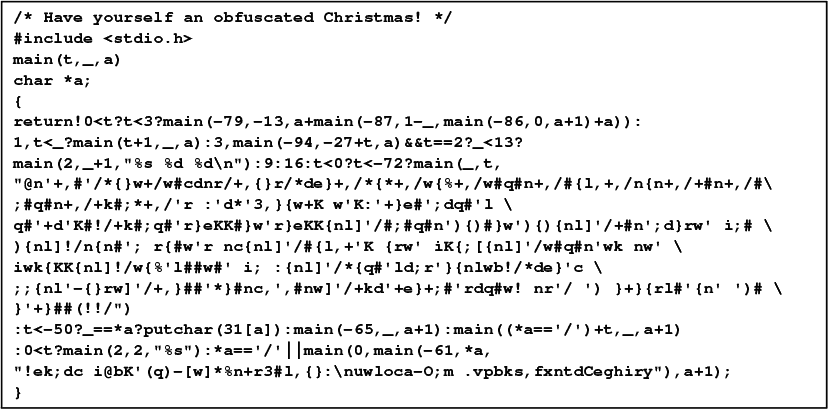 /* Have yourself an obfuscated Christmas! */
#include <stdio.h>
main(t,_,a)
char *a;
{
return!0<t?t<3?main(-79,-13,a+main(-87,1-_,main(-86,0,a+1)+a)):
1,t<_?main(t+1,_,a):3,main(-94,-27+t,a)&&t==2?_<13?
main(2,_+1,"%s %d %d\n"):9:16:t<0?t<-72?main(_,t,
"@n'+,#'/*{}w+/w#cdnr/+,{}r/*de}+,/*{*+,/w{%+,/w#q#n+,/#{l,+,/n{n+,/+#n+,/#\
;#q#n+,/+k#;*+,/'r :'d*'3,}{w+K w'K:'+}e#';dq#'l \
q#'+d'K#!/+k#;q#'r}eKK#}w'r}eKK{nl]'/#;#q#n'){)#}w'){){nl]'/+#n';d}rw' i;# \
){nl]!/n{n#'; r{#w'r nc{nl]'/#{l,+'K {rw' iK{;[{nl]'/w#q#n'wk nw' \
iwk{KK{nl]!/w{%'l##w#' i; :{nl]'/*{q#'ld;r'}{nlwb!/*de}'c \
;;{nl'-{}rw]'/+,}##'*}#nc,',#nw]'/+kd'+e}+;#'rdq#w! nr'/ ') }+}{rl#'{n' ')# \
}'+}##(!!/")
:t<-50?_==*a?putchar(31[a]):main(-65,_,a+1):main((*a=='/')+t,_,a+1)
:0<t?main(2,2,"%s"):*a=='/'||main(0,main(-61,*a,
"!ek;dc i@bK'(q)-[w]*%n+r3#l,{}:\nuwloca-O;m .vpbks,fxntdCeghiry"),a+1);
}